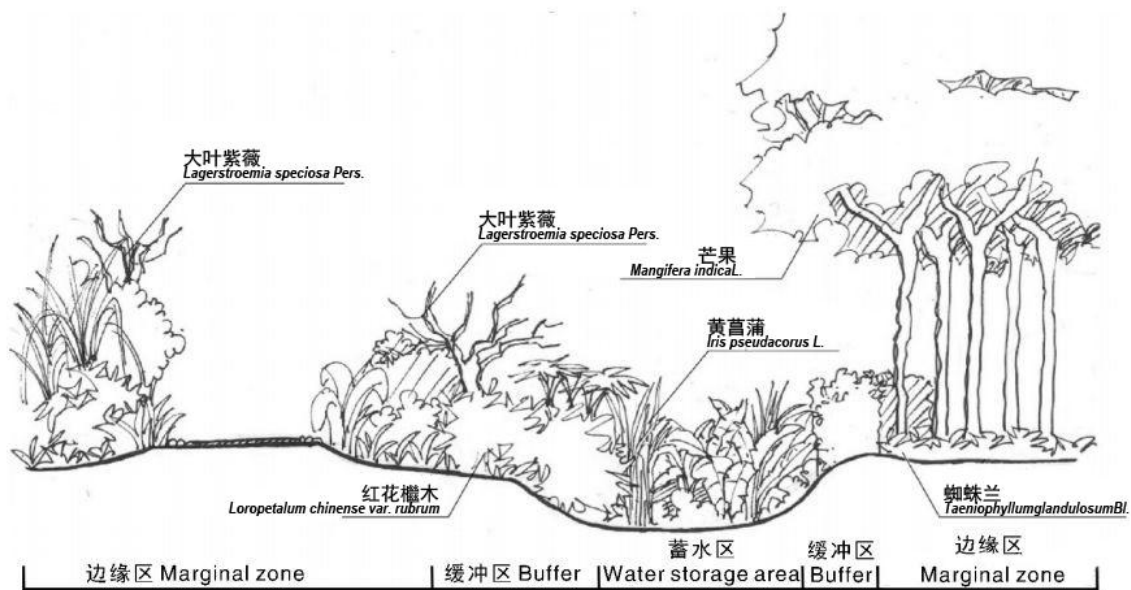 大叶紫薇
Lagerstroemia speciosa Pers.
大叶紫薇
Lagerstroemia speciosa Pers.
芒果
Mangifera indicaL.
黄菖蒲
Iris pseudacorus L.
红花檵木
Loropetalum chinense var. rubrum
蜘蛛兰
TaeniophyllumglandulosumBl.
边缘区 Marginal zone
缓冲区 Buffer
蓄水区
Water storage area
缓冲区
Buffer
边缘区
Marginal zone